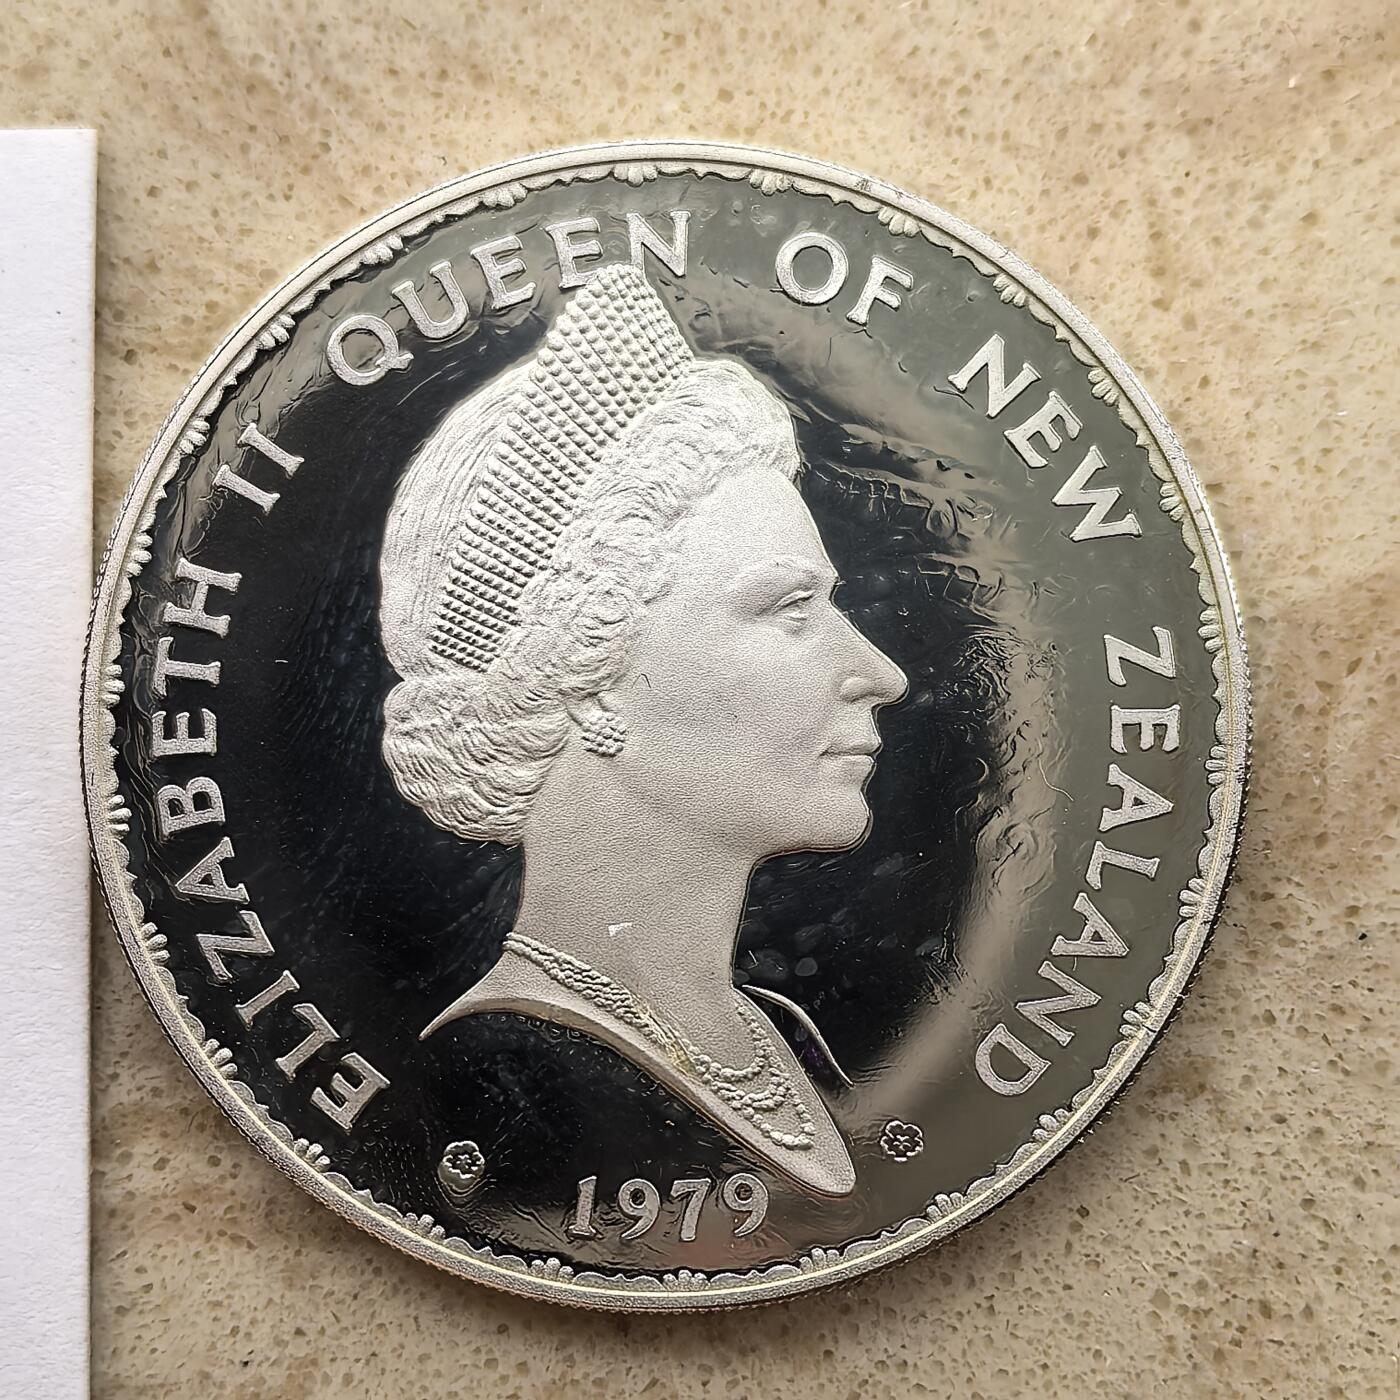 ELIZABETH II QUEEN OF NEW ZEALAND
1979